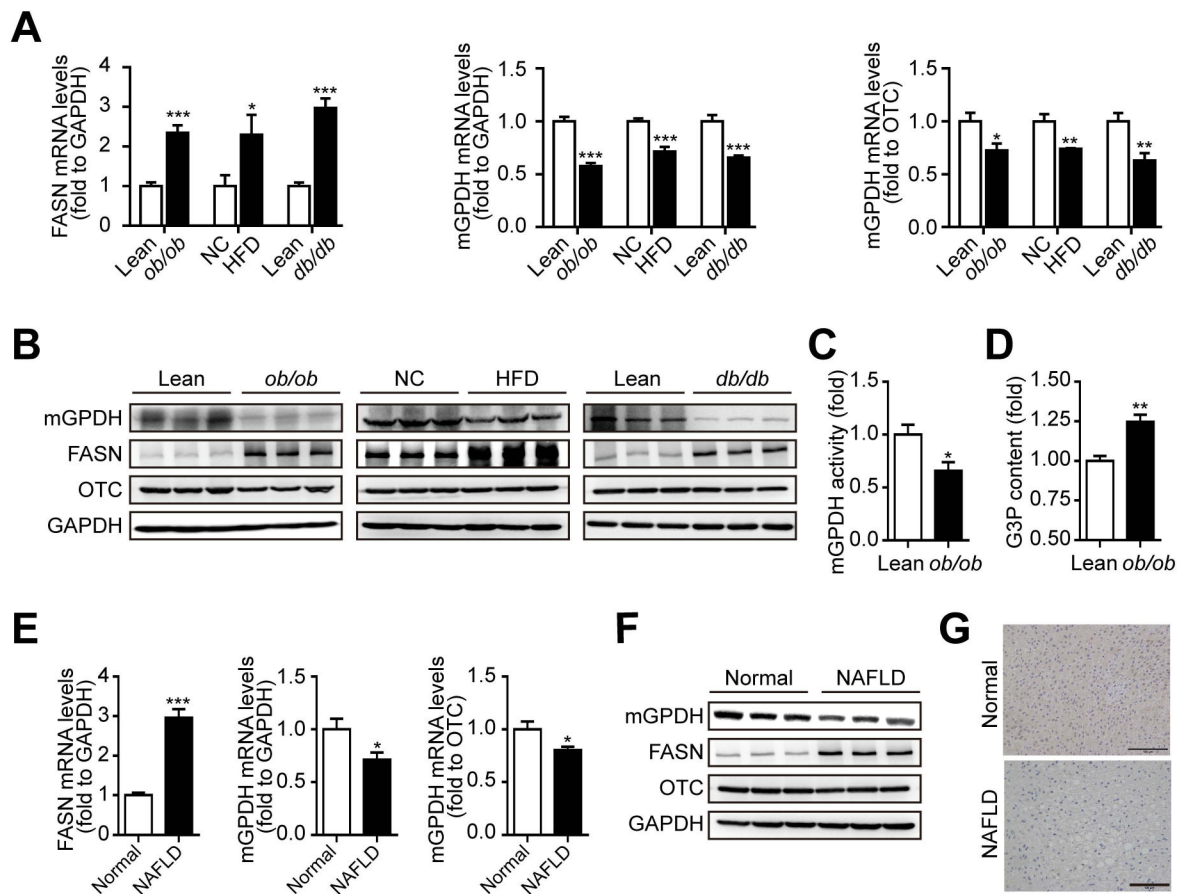 A
FASN mRNA levels
(fold to GAPDH)
4
3
2
1
0
***
*
***
Lean
ob/ob
NC
HFD
Lean
db/db
mGPDH mRNA levels
(fold to GAPDH)
1.5
1.0
0.5
0.0
***
***
***
Lean
ob/ob
NC
HFD
Lean
db/db
mGPDH mRNA levels
(fold to OTC)
1.5
1.0
0.5
0.0
*
**
**
Lean
ob/ob
NC
HFD
Lean
db/db
B
Lean ob/ob NC HFD Lean db/db
mGPDH
FASN
OTC
GAPDH
C
mGPDH activity (fold)
1.5
1.0
0.5
0.0
*
Lean ob/ob
D
G3P content (fold)
1.50
1.25
1.00
0.75
0.50
**
Lean ob/ob
E
FASN mRNA levels
(fold to GAPDH)
4
3
2
1
0
***
Normal
NAFLD
mGPDH mRNA levels
(fold to GAPDH)
1.5
1.0
0.5
0.0
*
Normal
NAFLD
mGPDH mRNA levels
(fold to OTC)
1.5
1.0
0.5
0.0
*
Normal
NAFLD
F
Normal NAFLD
mGPDH
FASN
OTC
GAPDH
G
Normal
NAFLD